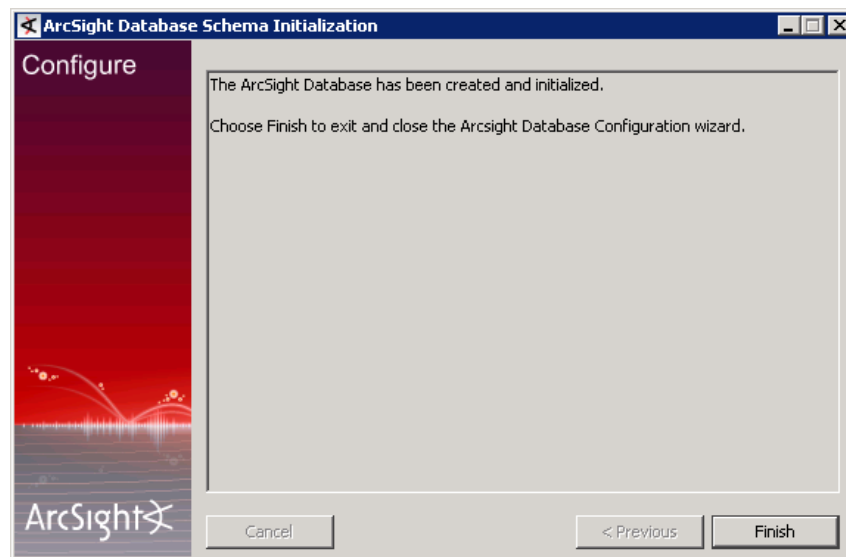 ArcSight Database Schema Initialization
Configure
The ArcSight Database has been created and initialized.
Choose Finish to exit and close the Arcsight Database Configuration wizard.
ArcSight
Cancel
< Previous
Finish